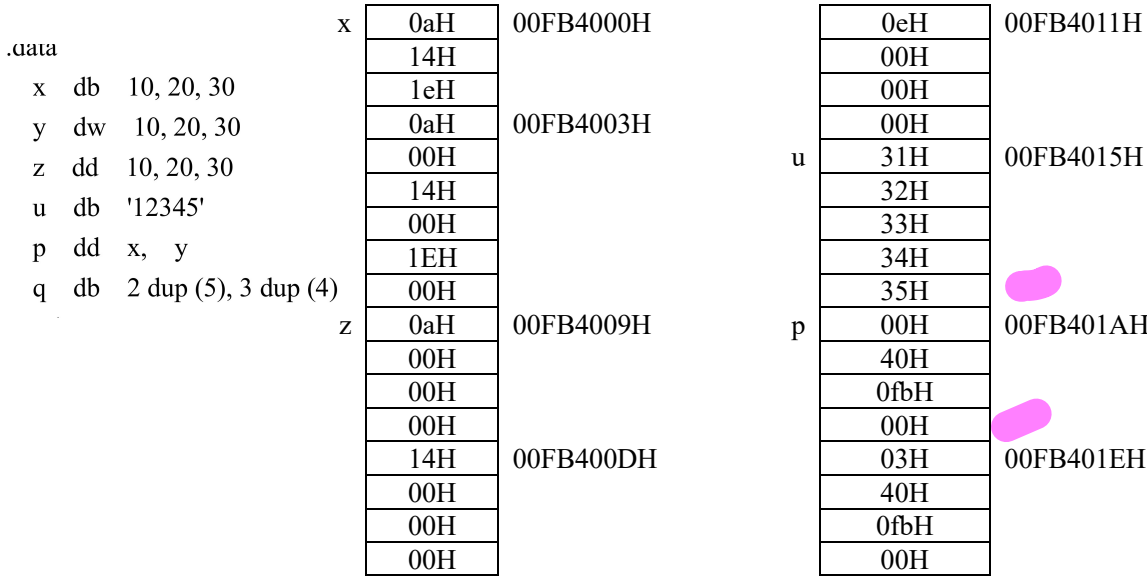 .data
x db 10, 20, 30
y dw 10, 20, 30
z dd 10, 20, 30
u db '12345'
p dd x, y
q db 2 dup (5), 3 dup (4)
x 0aH 00FB4000H
14H
1eH
0aH 00FB4003H
00H
14H
00H
1EH
00H
z 0aH 00FB4009H
00H
00H
00H
14H 00FB400DH
00H
00H
00H
0eH 00FB4011H
00H
00H
00H
u 31H 00FB4015H
32H
33H
34H
35H
p 00H 00FB401AH
40H
0fbH
00H
03H 00FB401EH
40H
0fbH
00H